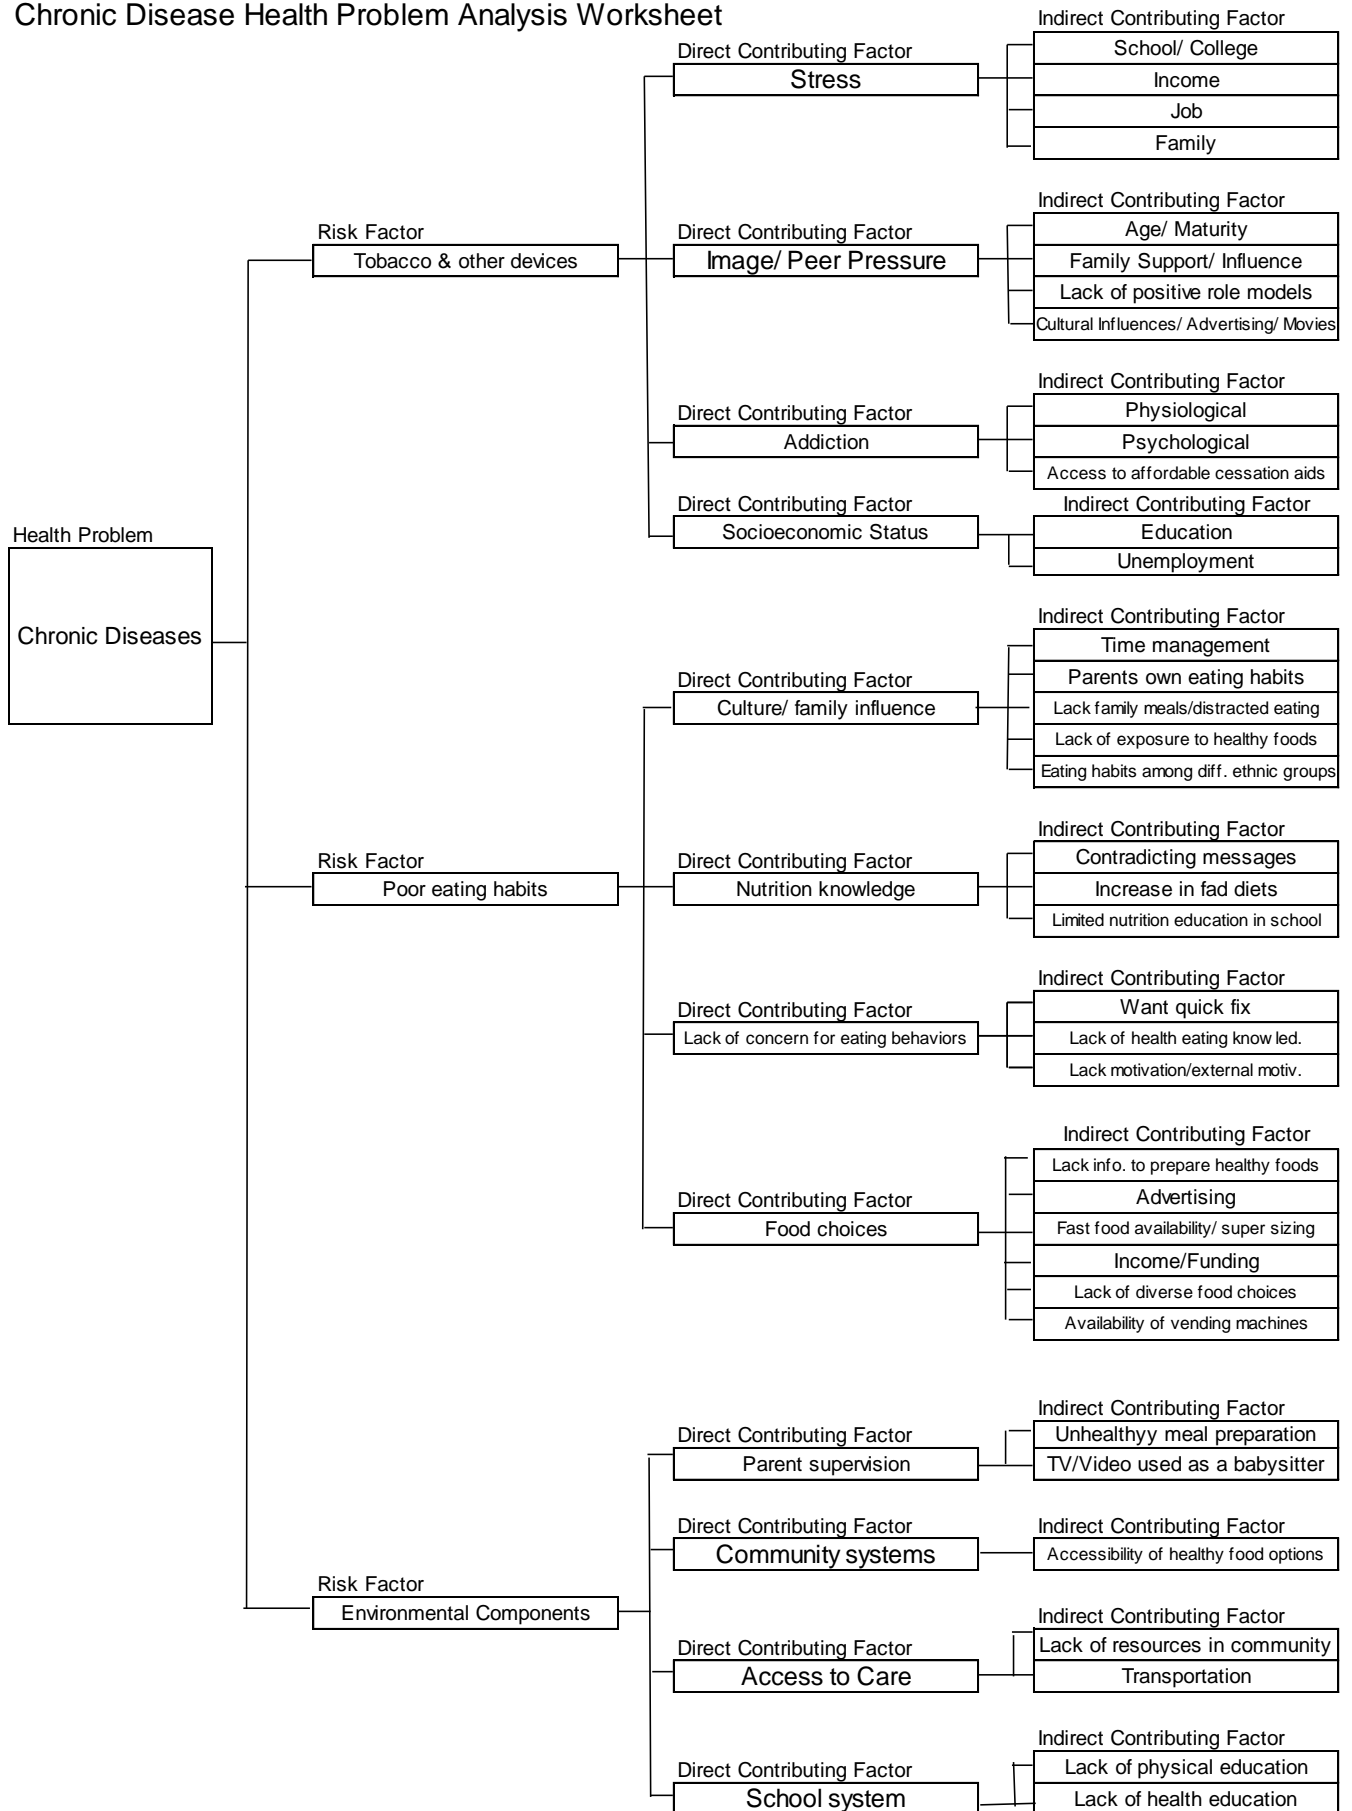 Chronic Disease Health Problem Analysis Worksheet
Indirect Contributing Factor
Direct Contributing Factor
School/ College
Stress
Income
Job
Family
Indirect Contributing Factor
Risk Factor
Direct Contributing Factor
Age/ Maturity
Tobacco & other devices
Image/ Peer Pressure
Family Support/ Influence
Lack of positive role models
Cultural Influences/ Advertising/ Movies
Indirect Contributing Factor
Direct Contributing Factor
Physiological
Addiction
Psychological
Access to affordable cessation aids
Direct Contributing Factor
Indirect Contributing Factor
Health Problem
Socioeconomic Status
Education
Unemployment
Chronic Diseases
Indirect Contributing Factor
Time management
Direct Contributing Factor
Parents own eating habits
Culture/ family influence
Lack family meals/distracted eating
Lack of exposure to healthy foods
Eating habits among diff. ethnic groups
Indirect Contributing Factor
Risk Factor
Direct Contributing Factor
Contradicting messages
Poor eating habits
Nutrition knowledge
Increase in fad diets
Limited nutrition education in school
Indirect Contributing Factor
Direct Contributing Factor
Want quick fix
Lack of concern for eating behaviors
Lack of health eating knowled.
Lack motivation/external motiv.
Indirect Contributing Factor
Lack info. to prepare healthy foods
Direct Contributing Factor
Advertising
Food choices
Fast food availability/ super sizing
Income/Funding
Lack of diverse food choices
Availability of vending machines
Indirect Contributing Factor
Direct Contributing Factor
Unhealthyy meal preparation
Parent supervision
TV/Video used as a babysitter
Direct Contributing Factor
Indirect Contributing Factor
Community systems
Accessibility of healthy food options
Risk Factor
Environmental Components
Indirect Contributing Factor
Direct Contributing Factor
Lack of resources in community
Access to Care
Transportation
Indirect Contributing Factor
Direct Contributing Factor
Lack of physical education
School system
Lack of health education